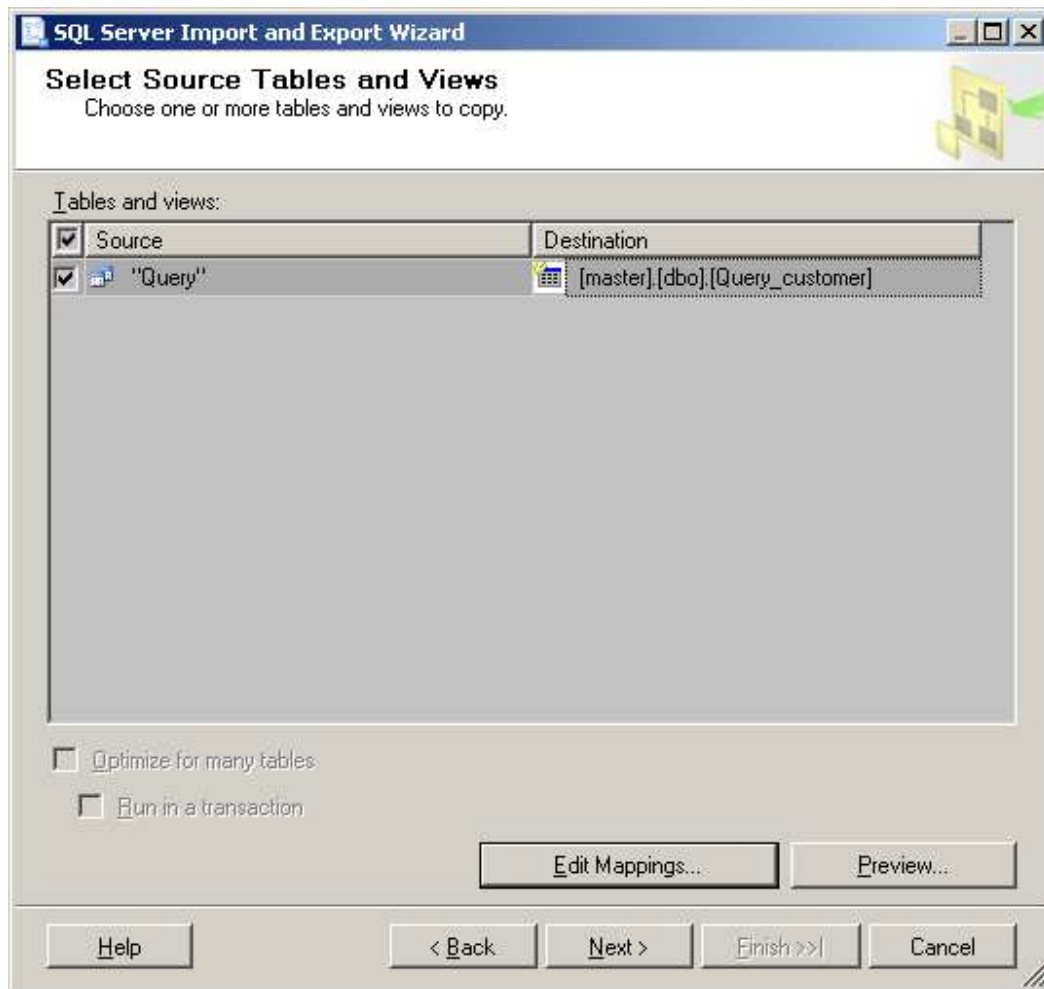 SQL Server Import and Export Wizard
Select Source Tables and Views
Choose one or more tables and views to copy.
Tables and views:
Source Destination
"Query" [master].[dbo].[Query_customer]
Optimize for many tables
Run in a transaction
Edit Mappings... Preview...
Help < Back Next > Finish >>| Cancel